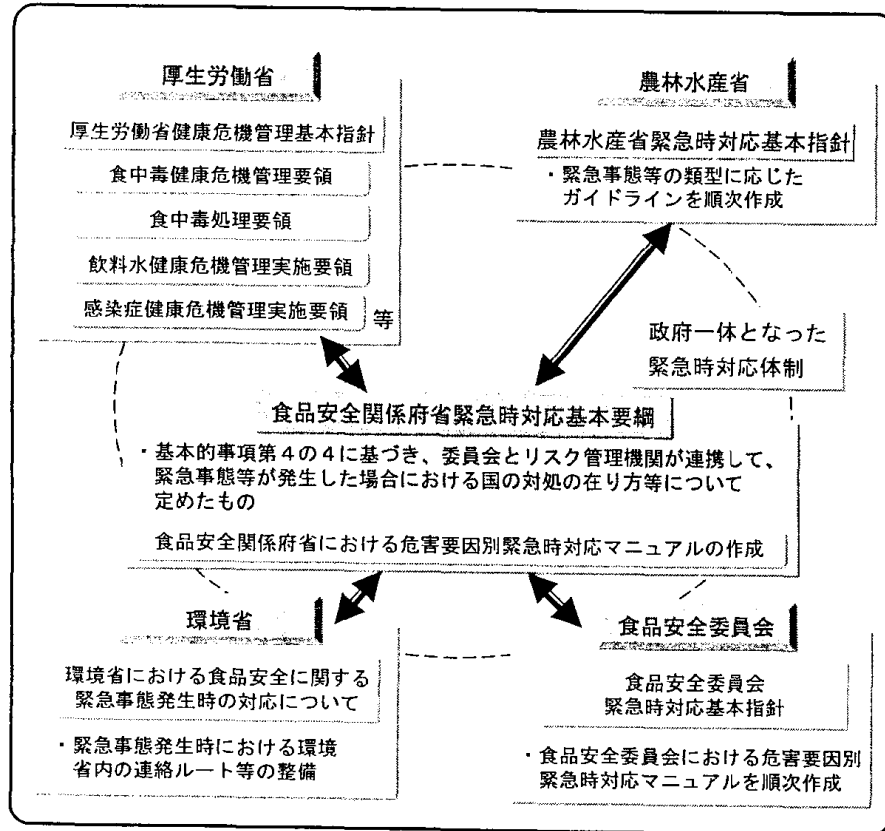 厚生労働省
厚生労働省健康危機管理基本指針
食中毒健康危機管理要領
食中毒処理要領
飲料水健康危機管理実施要領
感染症健康危機管理実施要領
等
農林水産省
農林水産省緊急時対応基本指針
・緊急事態等の類型に応じた
ガイドラインを順次作成
政府一体となった
緊急時対応体制
食品安全関係府省緊急時対応基本要綱
・基本的事項第4の4に基づき、委員会とリスク管理機関が連携して、
緊急事態等が発生した場合における国の対処の在り方等について
定めたもの
食品安全関係府省における危害要因別緊急時対応マニュアルの作成
環境省
環境省における食品安全に関する
緊急事態発生時の対応について
・緊急事態発生時における環境
省内の連絡ルート等の整備
食品安全委員会
食品安全委員会
緊急時対応基本指針
・食品安全委員会における危害要因別
緊急時対応マニュアルを順次作成